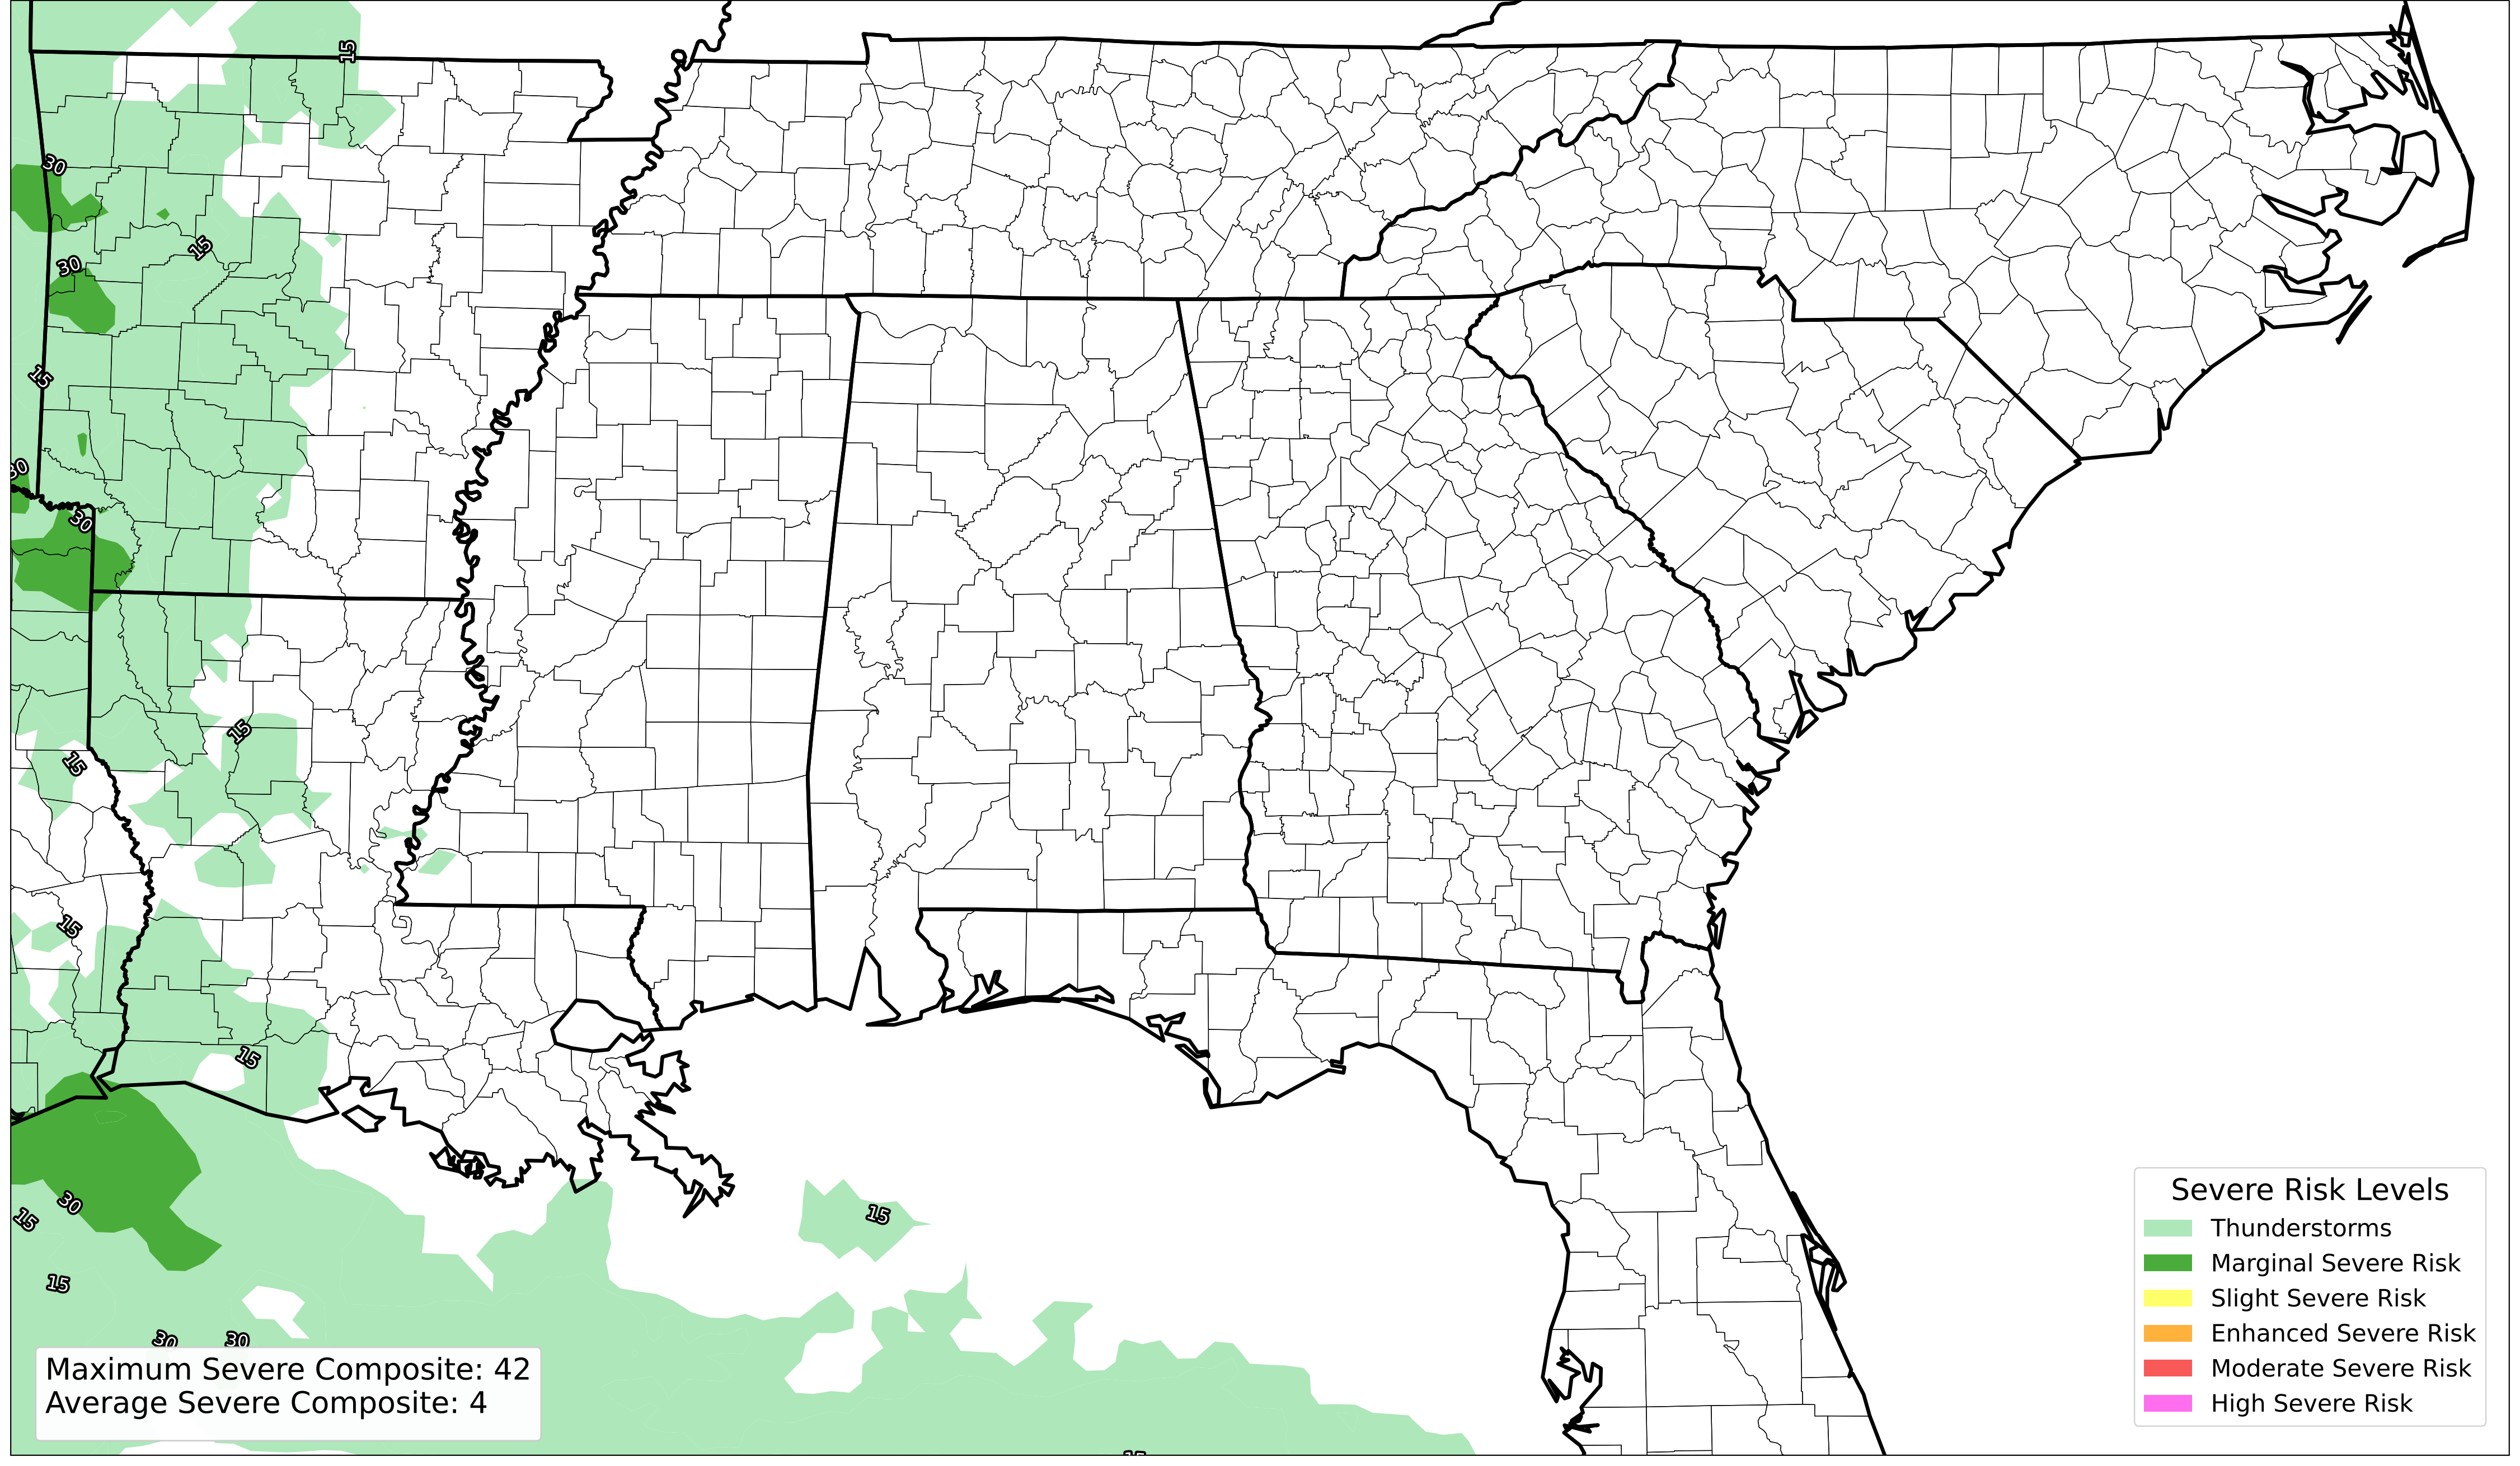 15
30
15
30
15
30
30
15
15
15
15
30
15
15
15
30
30
Maximum Severe Composite: 42
Average Severe Composite: 4
Severe Risk Levels
Thunderstorms
Marginal Severe Risk
Slight Severe Risk
Enhanced Severe Risk
Moderate Severe Risk
High Severe Risk